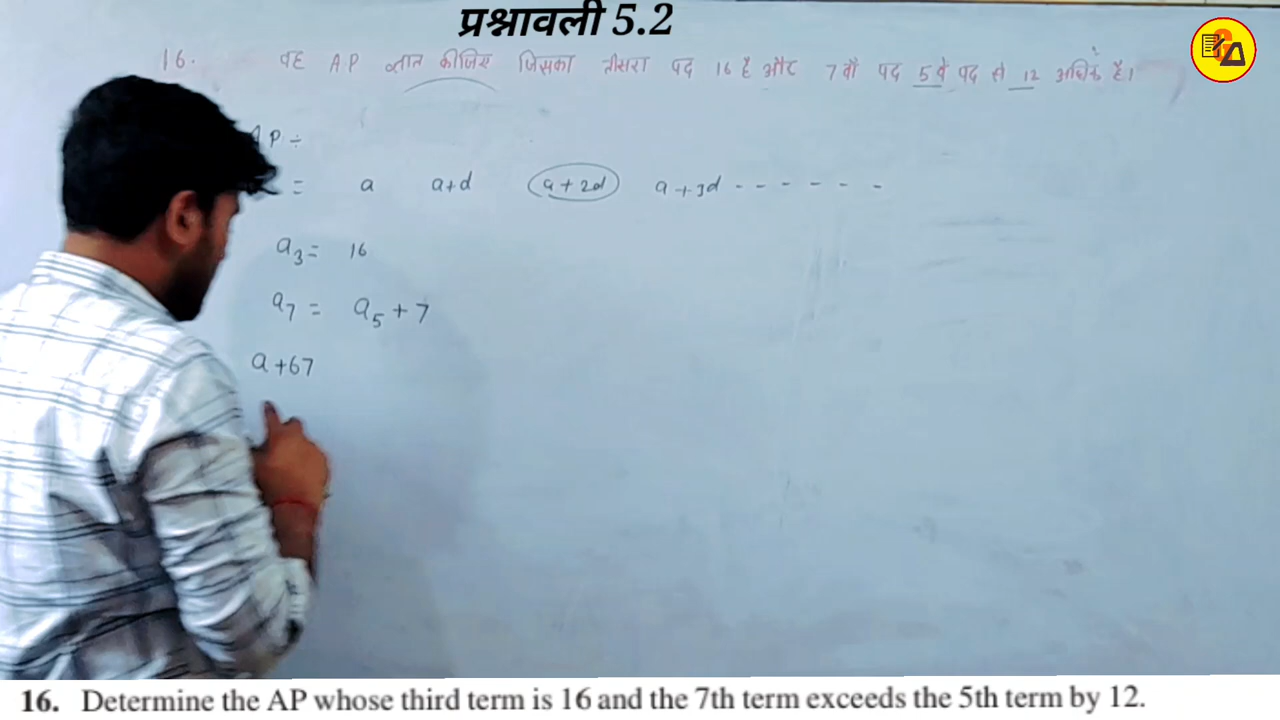 प्रश्नावली 5.2
16. वह AP ज्ञात कीजिए जिसका तीसरा पद 16 है और 7 वाँ पद 5 वें पद से 12 अधिक है।
AP ÷
= a a+d a+2d a+3d - - - - - -
a₃= 16
a₇ = a₅+7
a+67
16. Determine the AP whose third term is 16 and the 7th term exceeds the 5th term by 12.